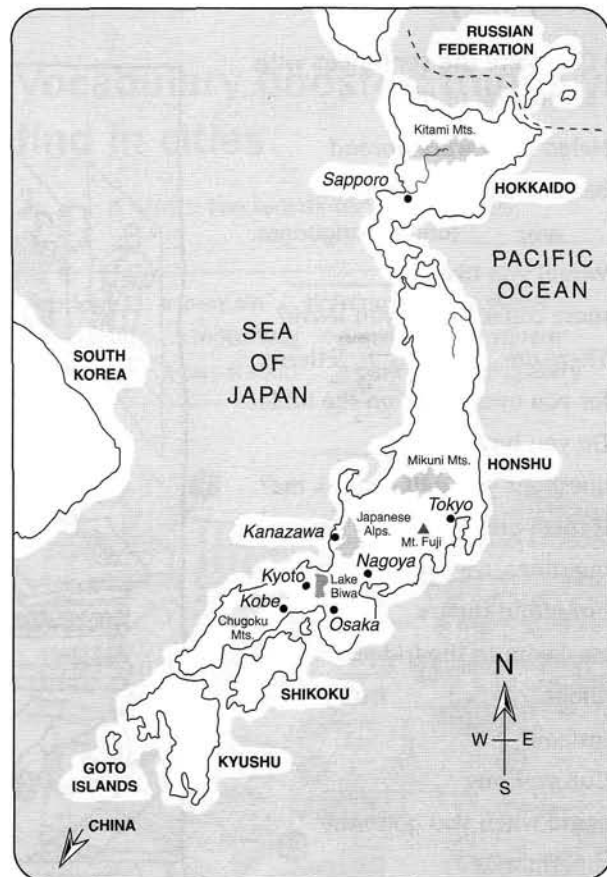 RUSSIAN
FEDERATION
Kitami Mts.
Sapporo
HOKKAIDO
PACIFIC
OCEAN
SEA
OF
JAPAN
SOUTH
KOREA
Mikuni Mts.
HONSHU
Tokyo
Japanese
Alps.
Mt. Fuji
Kanazawa
Nagoya
Kyoto
Lake
Biwa
Kobe
Osaka
Chugoku
Mts.
SHIKOKU
N
W E
S
KYUSHU
GOTO
ISLANDS
CHINA